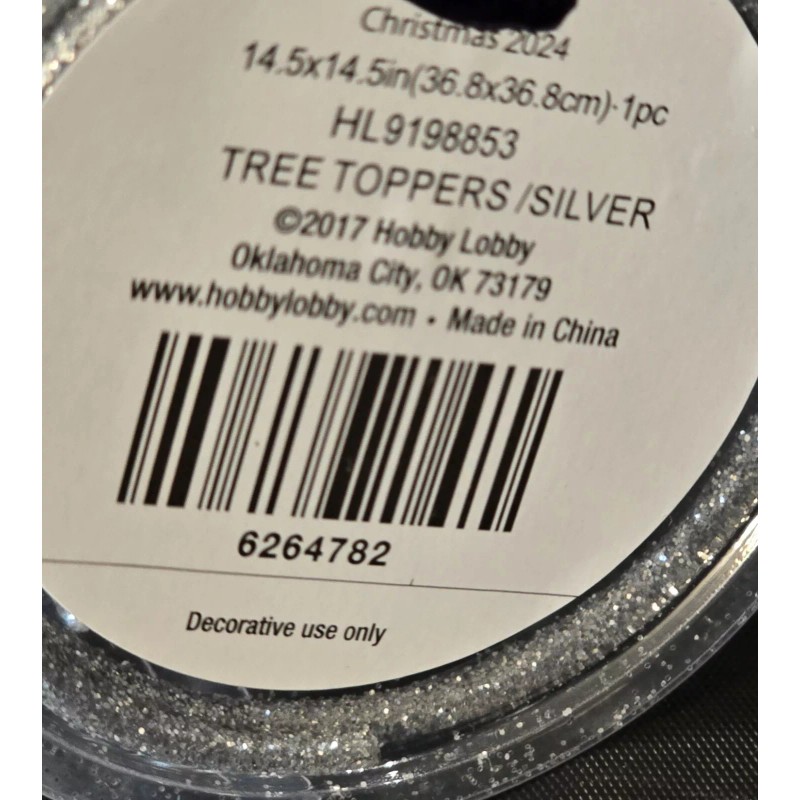 Christmas 2024
14.5x14.5in(36.8x36.8cm)·1pc
HL9198853
TREE TOPPERS /SILVER
©2017 Hobby Lobby
Oklahoma City, OK 73179
www.hobbylobby.com • Made in China
6264782
Decorative use only